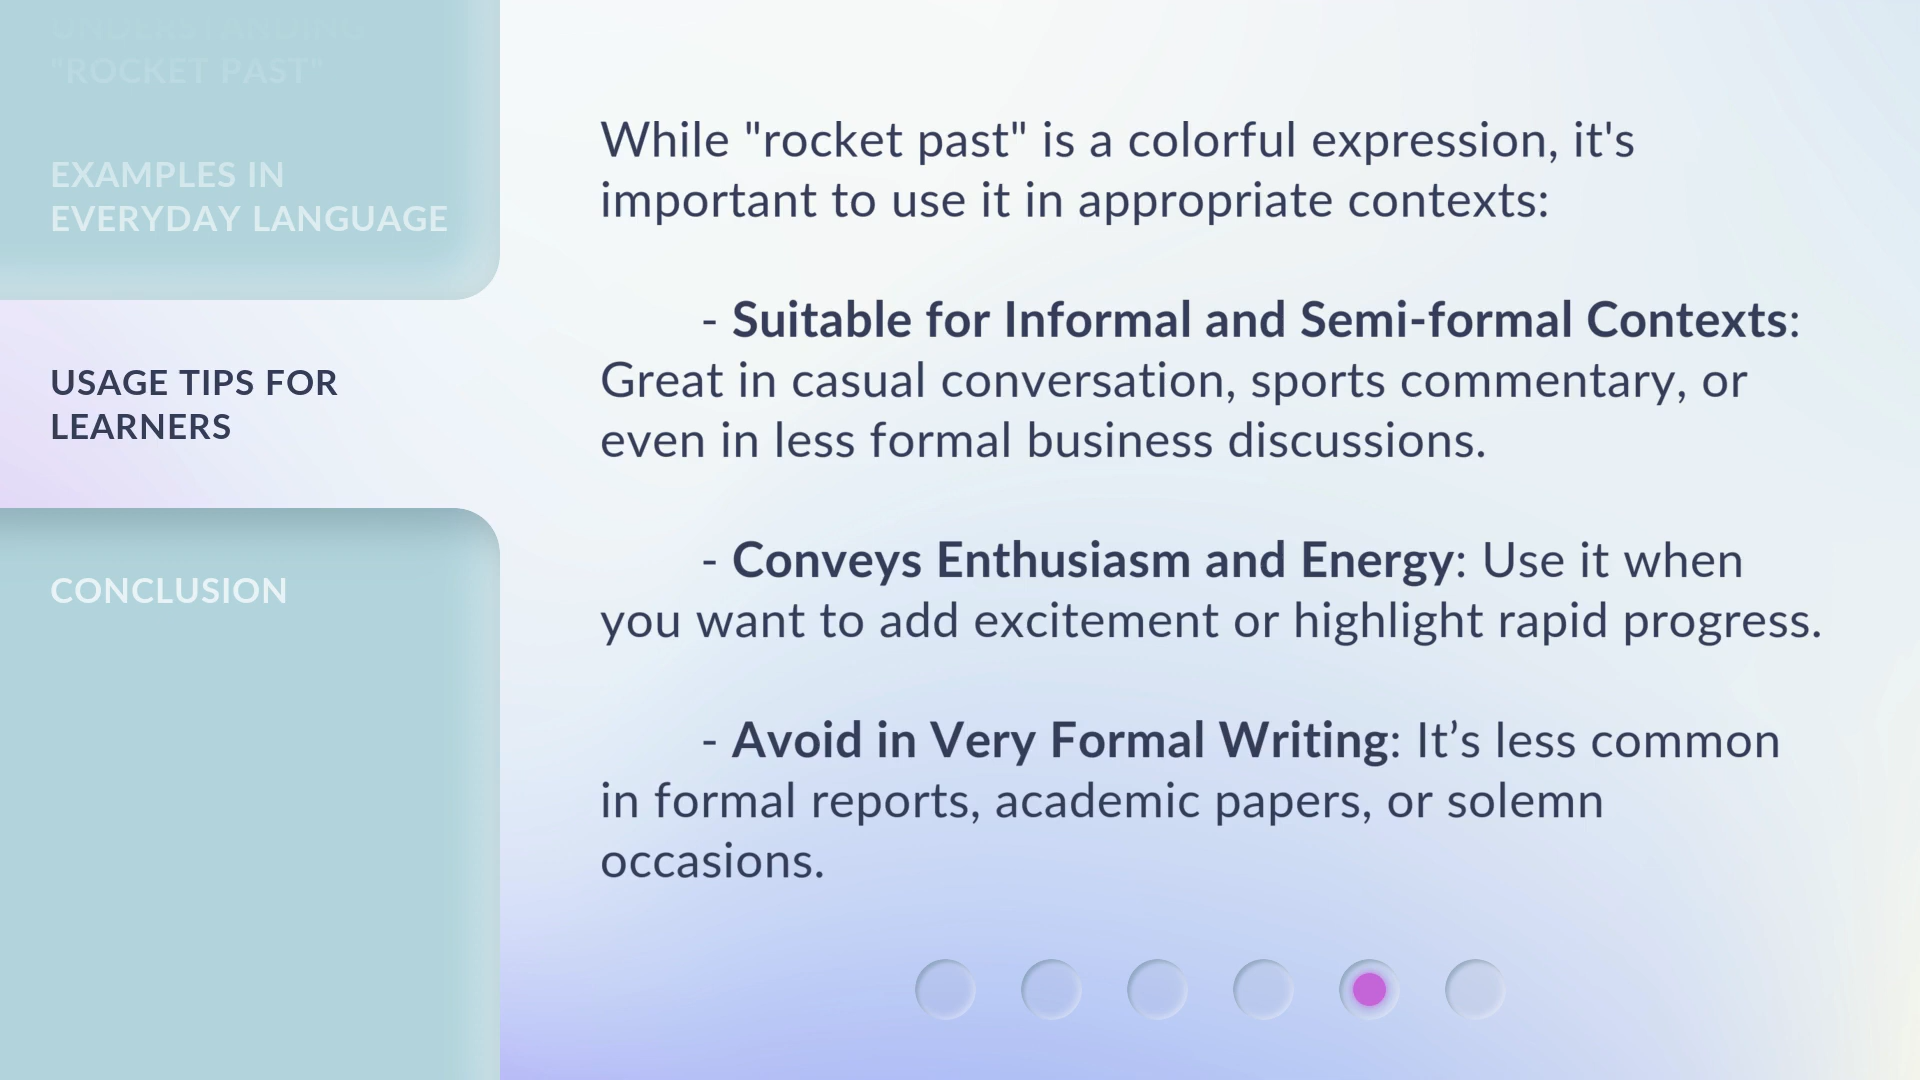 UNDERSTANDING
"ROCKET PAST"
EXAMPLES IN
EVERYDAY LANGUAGE
USAGE TIPS FOR
LEARNERS
CONCLUSION
While "rocket past" is a colorful expression, it's
important to use it in appropriate contexts:
- Suitable for Informal and Semi-formal Contexts:
Great in casual conversation, sports commentary, or
even in less formal business discussions.
- Conveys Enthusiasm and Energy: Use it when
you want to add excitement or highlight rapid progress.
- Avoid in Very Formal Writing: It’s less common
in formal reports, academic papers, or solemn
occasions.